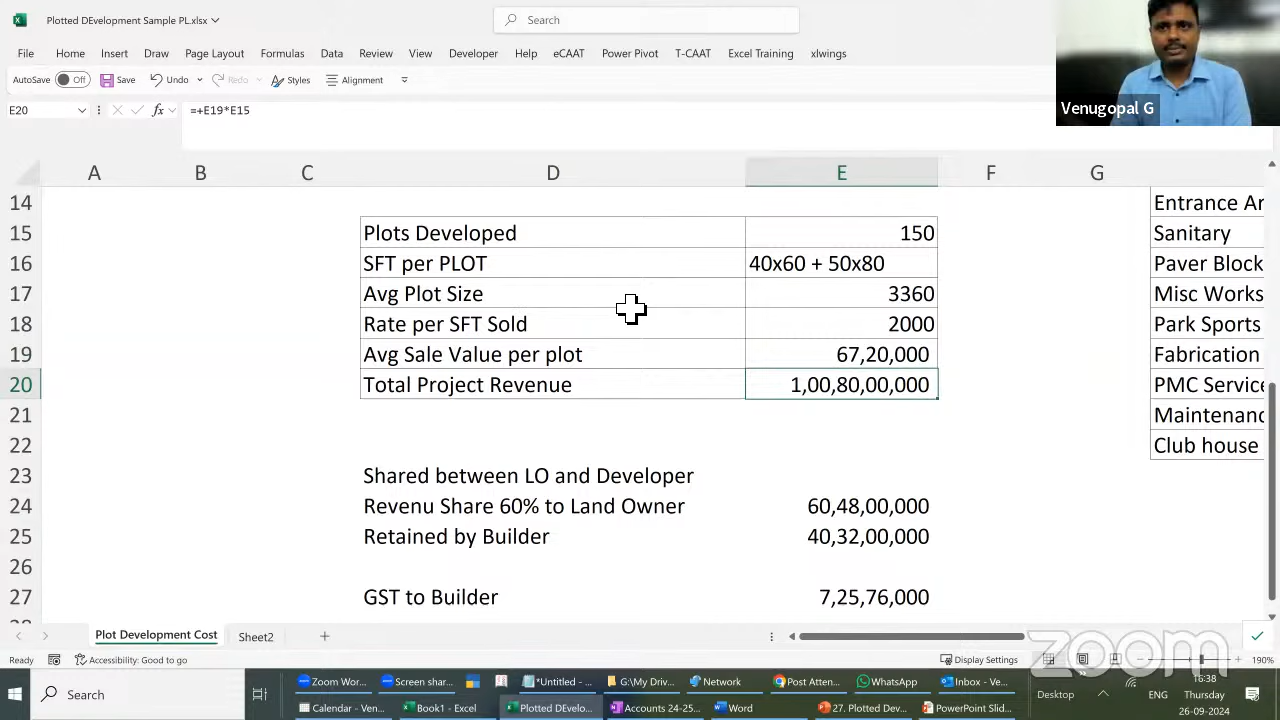 Plotted DEvelopment Sample PL.xlsx
Search
File Home Insert Draw Page Layout Formulas Data Review View Developer Help eCAAT Power Pivot T-CAAT Excel Training xlwings
AutoSave Off Save Undo Redo Styles Alignment
Venugopal G
E20 fx =+E19*E15
A B C D E F G
14 Entrance Ar
15 Plots Developed 150 Sanitary
16 SFT per PLOT 40x60 + 50x80 Paver Block
17 Avg Plot Size 3360 Misc Works
18 Rate per SFT Sold 2000 Park Sports
19 Avg Sale Value per plot 67,20,000 Fabrication
20 Total Project Revenue 1,00,80,00,000 PMC Service
21 Maintenanc
22 Club house
23 Shared between LO and Developer
24 Revenu Share 60% to Land Owner 60,48,00,000
25 Retained by Builder 40,32,00,000
26
27 GST to Builder 7,25,76,000
Plot Development Cost Sheet2
zoom
Ready Accessibility: Good to go Display Settings 190%
Search
Zoom Wor... Screen shar... *Untitled - ... G:\My Driv... Network Post Atten... WhatsApp Inbox - Ve...
Calendar - Ven... Book1 - Excel Plotted DEvelo... Accounts 24-25... Word 27. Plotted Dev... PowerPoint Slid...
Desktop ENG
16:38
Thursday
26-09-2024